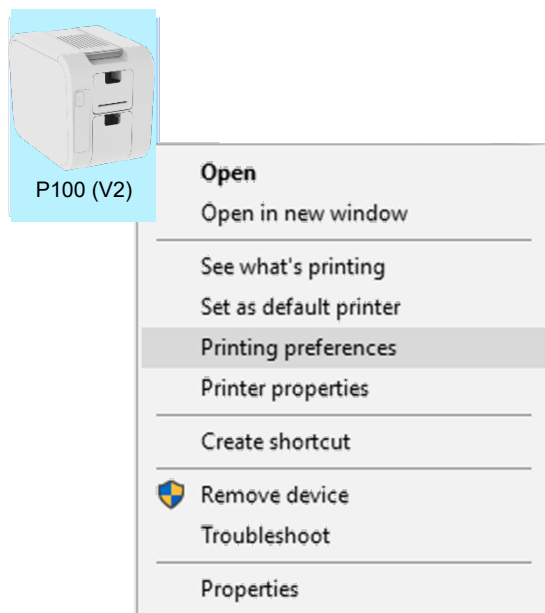 P100 (V2)
Open
Open in new window
See what's printing
Set as default printer
Printing preferences
Printer properties
Create shortcut
Remove device
Troubleshoot
Properties